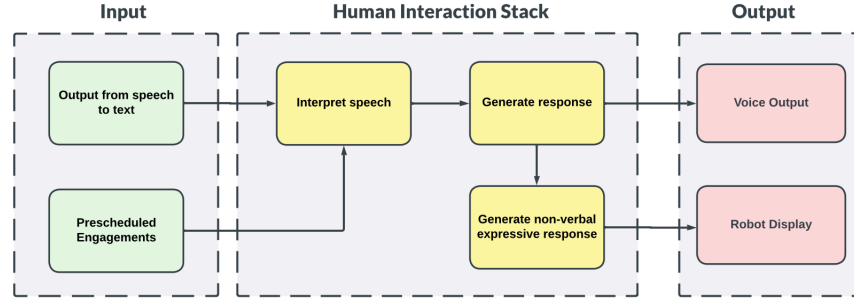 Input
Human Interaction Stack
Output
Output from speech
to text
Interpret speech
Generate response
Voice Output
Prescheduled
Engagements
Generate non-verbal
expressive response
Robot Display